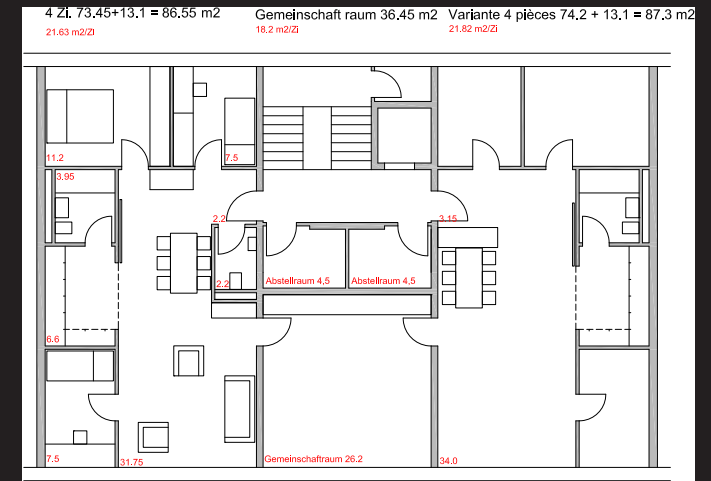 4 Zi. 73.45+13.1 = 86.55 m2
Gemeinschaft raum 36.45 m2
Variante 4 pièces 74.2 + 13.1 = 87.3 m2
21.63 m2/Zi
18,2 m2/Zi
21.82 m2/Zi
11.2
7.5
3.95
2.2
3.15
2.2
Abstellraum 4,5
Abstellraum 4,5
6.6
7.5
31.75
Gemeinschaftraum 26.2
34.0